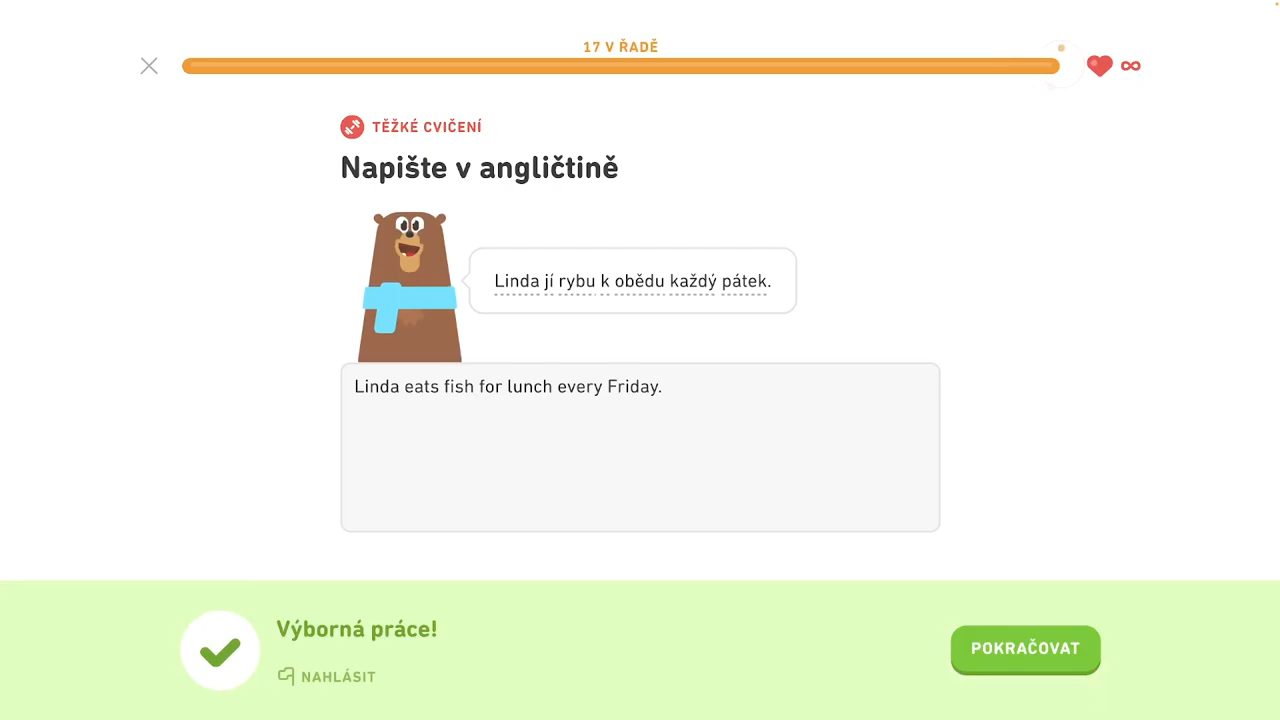 17 V ŘADĚ
TĚŽKÉ CVIČENÍ
Napište v angličtině
Linda jí rybu k obědu každý pátek.
Linda eats fish for lunch every Friday.
Výborná práce!
NAHLÁSIT
POKRAČOVAT